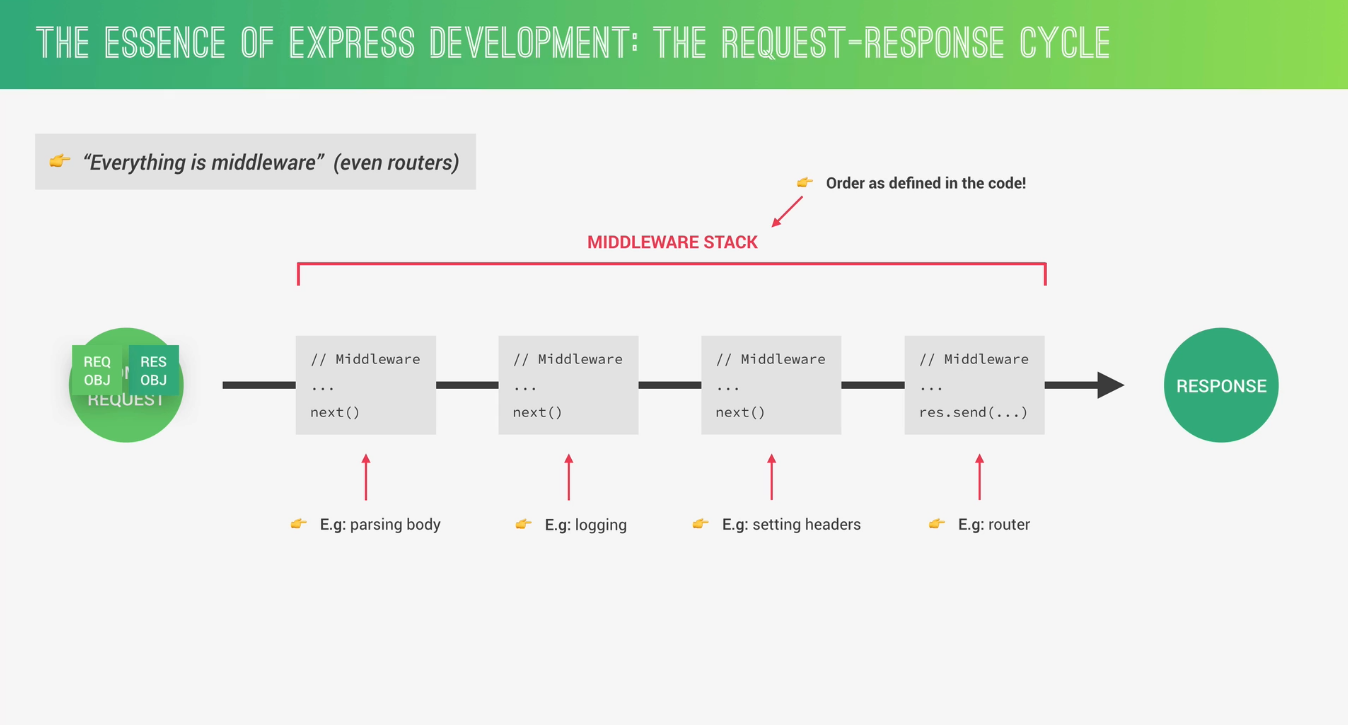 THE ESSENCE OF EXPRESS DEVELOPMENT: THE REQUEST-RESPONSE CYCLE
“Everything is middleware” (even routers)
Order as defined in the code!
MIDDLEWARE STACK
REQ
OBJ
RES
OBJ
REQUEST
// Middleware
...
next()
// Middleware
...
next()
// Middleware
...
next()
// Middleware
...
res.send(...)
RESPONSE
E.g: parsing body
E.g: logging
E.g: setting headers
E.g: router